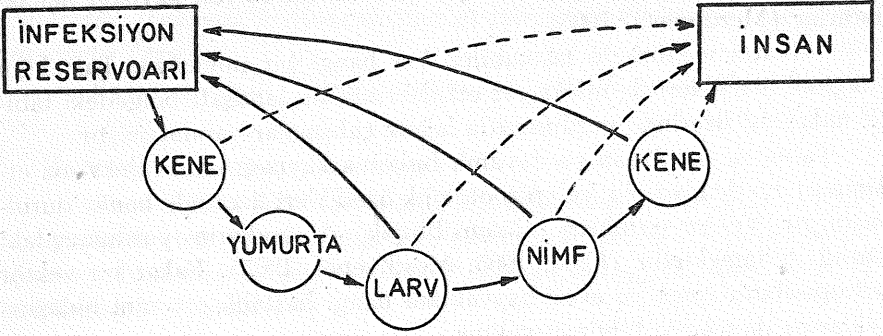 İNFEKSİYON
RESERVOARI
İNSAN
KENE
KENE
YUMURTA
LARV
NİMF